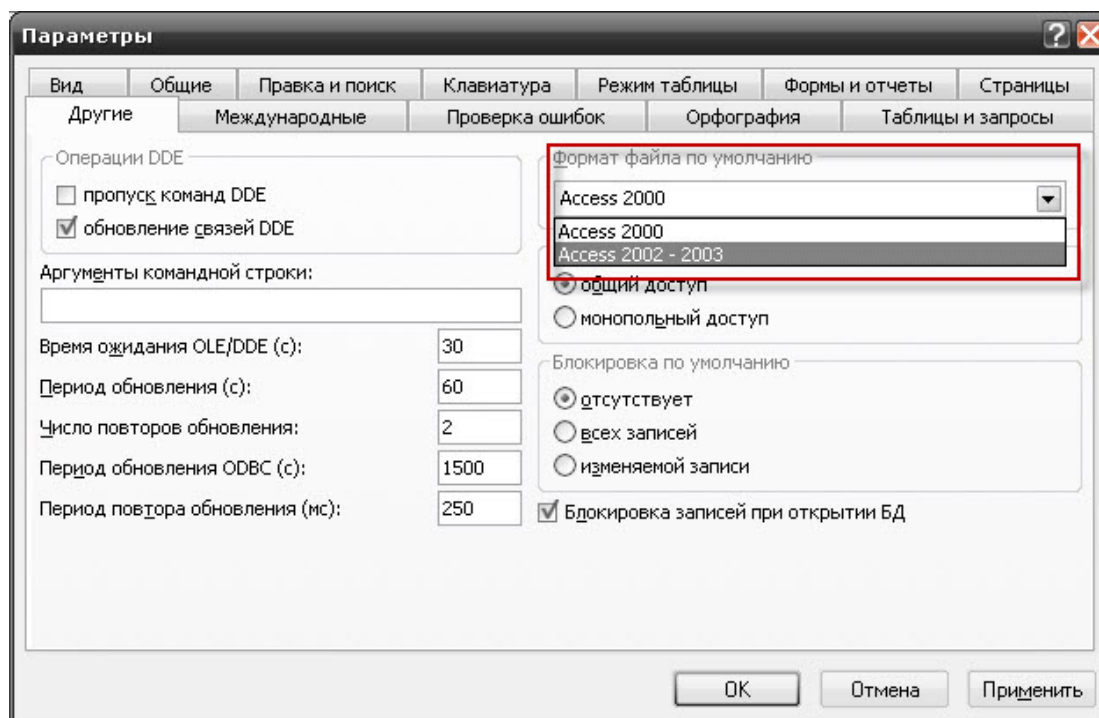 Параметры
Вид Общие Правка и поиск Клавиатура Режим таблицы Формы и отчеты Страницы
Другие Международные Проверка ошибок Орфография Таблицы и запросы
Операции DDE
пропуск команд DDE
обновление связей DDE
Аргументы командной строки:
Время ожидания OLE/DDE (с): 30
Период обновления (с): 60
Число повторов обновления: 2
Период обновления ODBC (с): 1500
Период повтора обновления (мс): 250
Формат файла по умолчанию
Access 2000
Access 2000
Access 2002 - 2003
общий доступ
монопольный доступ
Блокировка по умолчанию
отсутствует
всех записей
изменяемой записи
Блокировка записей при открытии БД
OK Отмена Применить